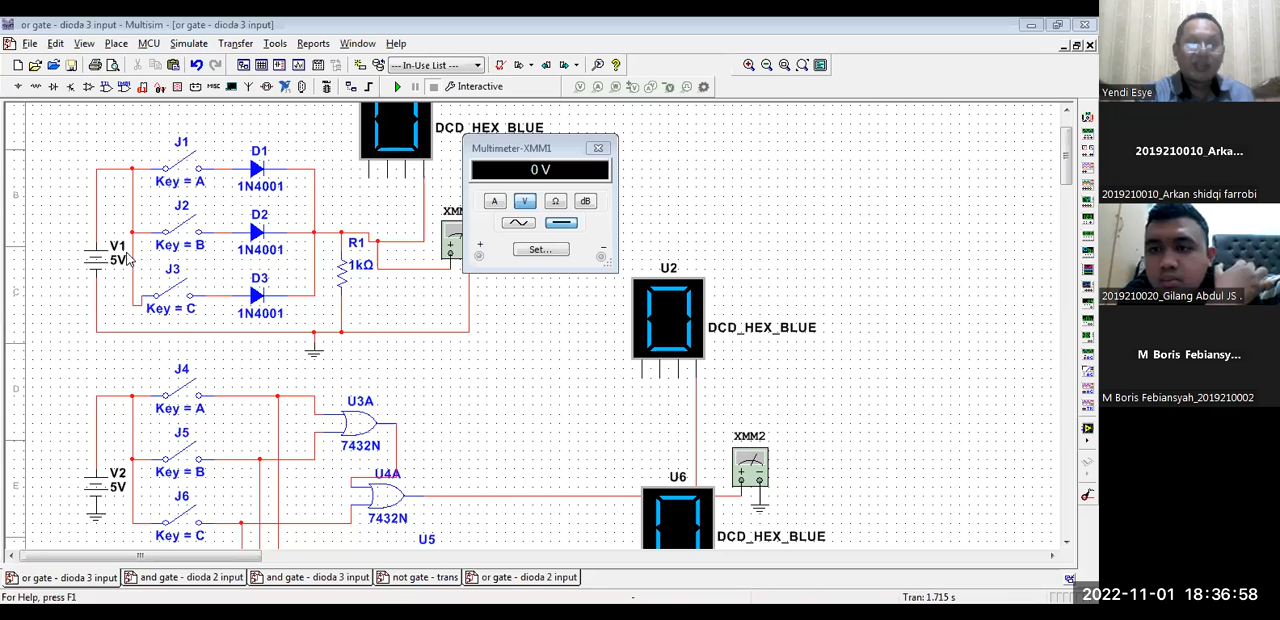 or gate - dioda 3 input - Multisim - [or gate - dioda 3 input]
File Edit View Place MCU Simulate Transfer Tools Reports Window Help
--- In-Use List ---
Interactive
DCD_HEX_BLUE
Multimeter-XMM1
0 V
A V Ω dB
+ Set... −
J1
Key = A
D1
1N4001
J2
Key = B
D2
1N4001
V1
5V
J3
Key = C
D3
1N4001
R1
1kΩ
XMM
U2
DCD_HEX_BLUE
J4
Key = A
U3A
7432N
J5
Key = B
V2
5V
U4A
7432N
J6
Key = C
U5
XMM2
U6
DCD_HEX_BLUE
B
C
D
E
or gate - dioda 3 input and gate - dioda 2 input and gate - dioda 3 input not gate - trans or gate - dioda 2 input
For Help, press F1
-
Tran: 1.715 s
Yendi Esye
2019210010_Arka...
2019210010_Arkan shidqi farrobi
2019210020_Gilang Abdul JS .
M Boris Febiansy...
M Boris Febiansyah_2019210002
2022-11-01 18:36:58